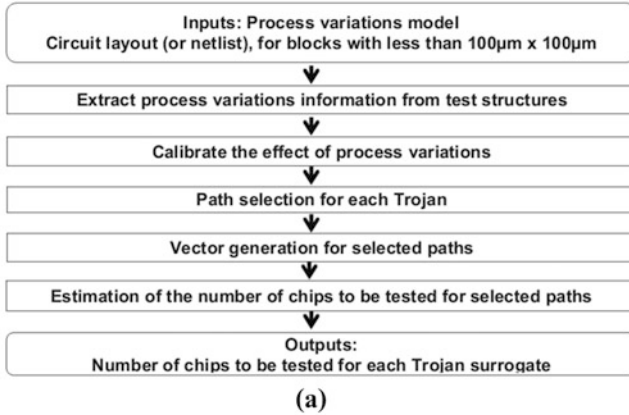 Inputs: Process variations model
Circuit layout (or netlist), for blocks with less than 100µm x 100µm
Extract process variations information from test structures
Calibrate the effect of process variations
Path selection for each Trojan
Vector generation for selected paths
Estimation of the number of chips to be tested for selected paths
Outputs:
Number of chips to be tested for each Trojan surrogate
(a)